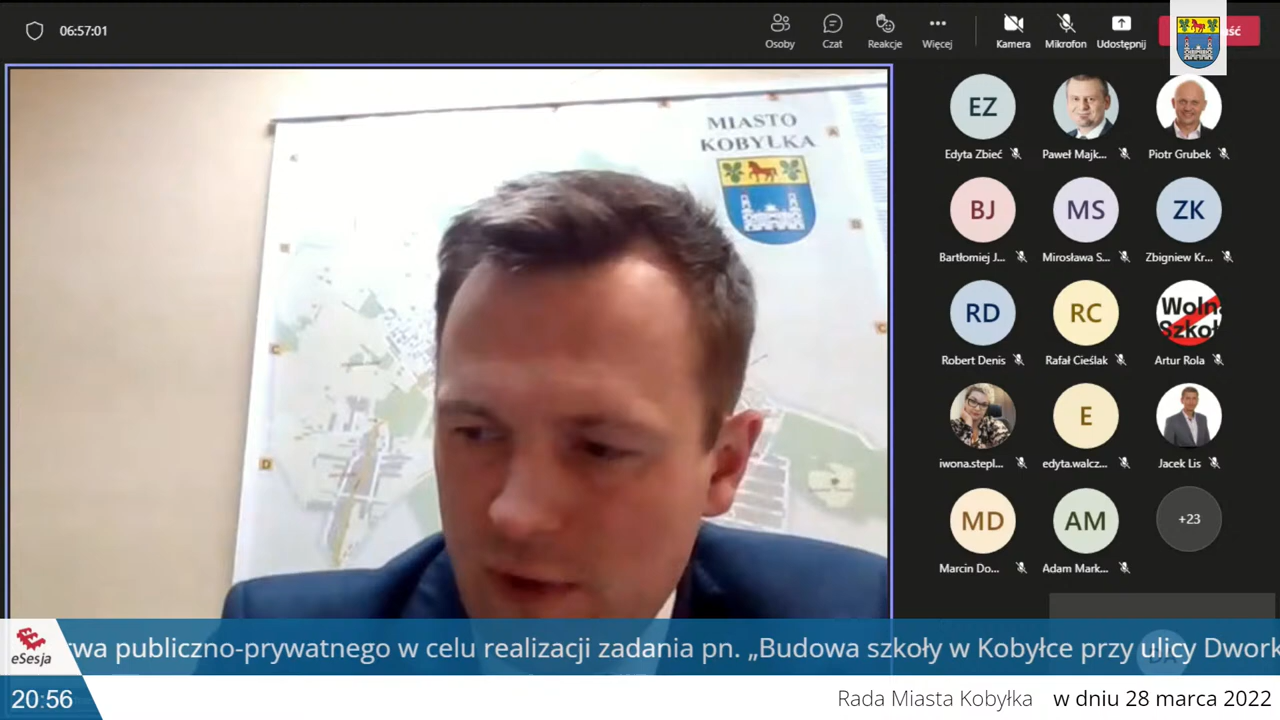 06:57:01
Osoby
Czat
Reakcje
Więcej
Kamera
Mikrofon
Udostępnij
MIASTO
KOBYŁKA
EZ
Edyta Zbieć
Paweł Majk...
Piotr Grubek
BJ
Bartłomiej J...
MS
Mirosława S...
ZK
Zbigniew Kr...
RD
Robert Denis
RC
Rafał Cieślak
Artur Rola
iwona.stepl...
E
edyta.walcz...
Jacek Lis
MD
Marcin Do...
AM
Adam Mark...
+23
eSesja
publiczno-prywatnego w celu realizacji zadania pn. „Budowa szkoły w Kobyłce przy ulicy Dwork
20:56
Rada Miasta Kobyłka w dniu 28 marca 2022